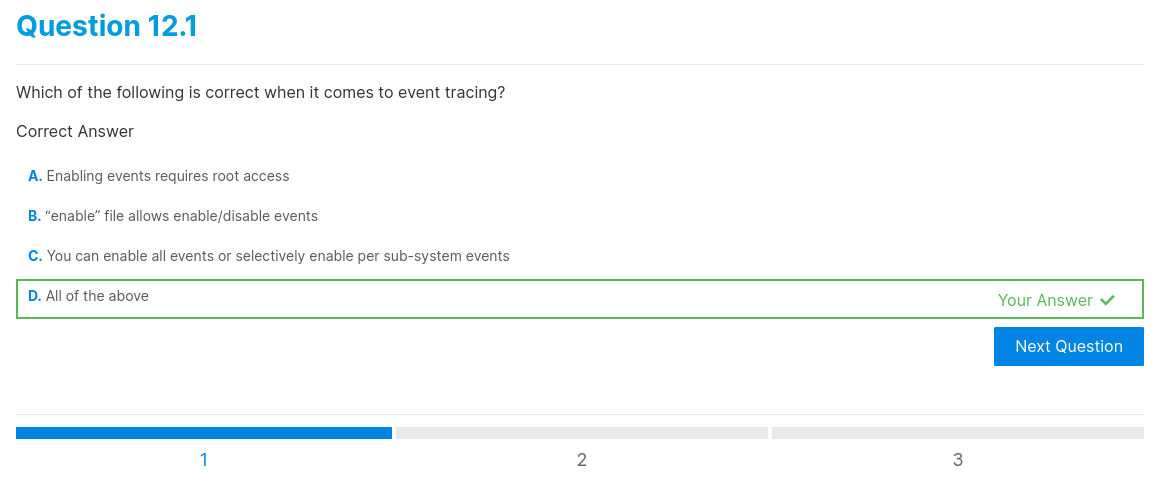 Question 12.1
Which of the following is correct when it comes to event tracing?
Correct Answer
A. Enabling events requires root access
B. “enable” file allows enable/disable events
C. You can enable all events or selectively enable per sub-system events
D. All of the above
Your Answer
Next Question
1
2
3